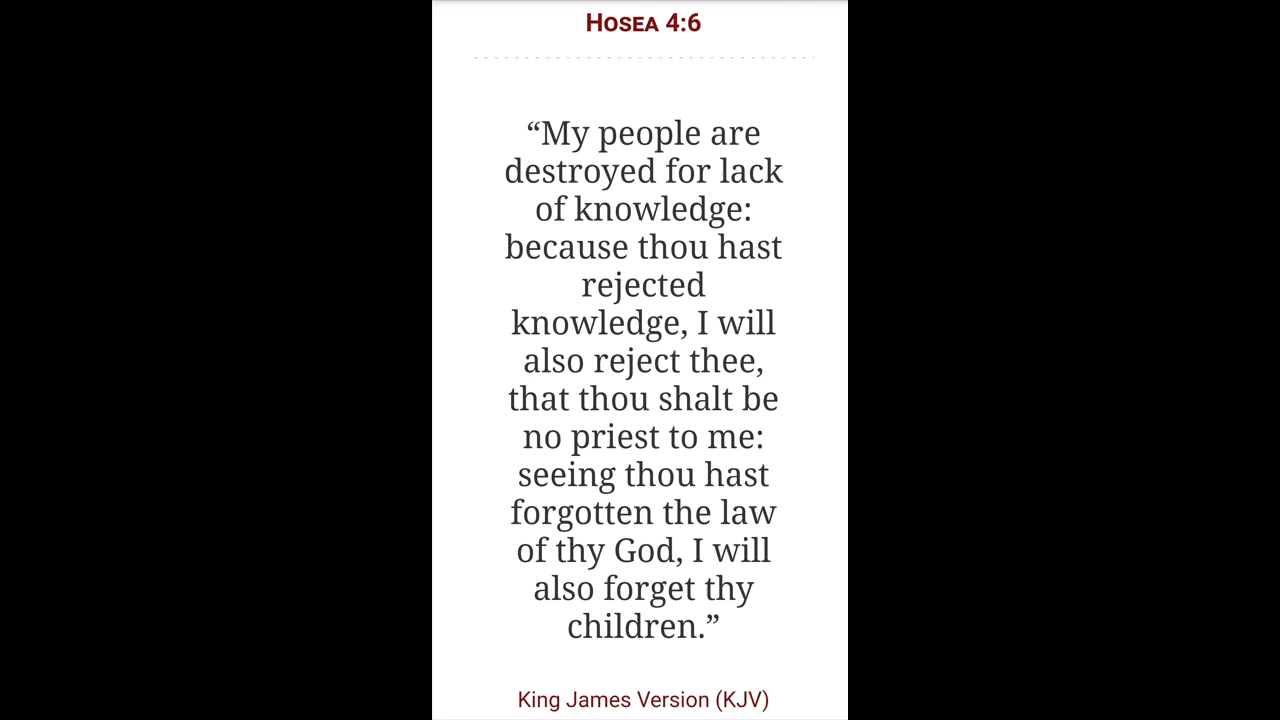 Hosea 4:6
“My people are
destroyed for lack
of knowledge:
because thou hast
rejected
knowledge, I will
also reject thee,
that thou shalt be
no priest to me:
seeing thou hast
forgotten the law
of thy God, I will
also forget thy
children.”
King James Version (KJV)